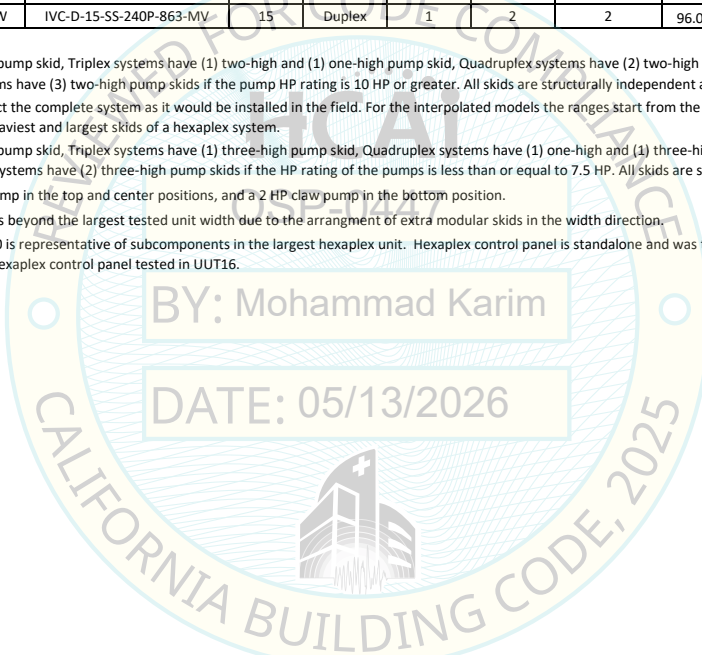 W IVC-D-15-SS-240P-863-MV 15 Duplex 1 2 2 96.0
pump skid, Triplex systems have (1) two-high and (1) one-high pump skid, Quadruplex systems have (2) two-high
ms have (3) two-high pump skids if the pump HP rating is 10 HP or greater. All skids are structurally independent a
ct the complete system as it would be installed in the field. For the interpolated models the ranges start from the
aviest and largest skids of a hexaplex system.
pump skid, Triplex systems have (1) three-high pump skid, Quadruplex systems have (1) one-high and (1) three-hi
ystems have (2) three-high pump skids if the HP rating of the pumps is less than or equal to 7.5 HP. All skids are s
mp in the top and center positions, and a 2 HP claw pump in the bottom position.
s beyond the largest tested unit width due to the arrangment of extra modular skids in the width direction.
0 is representative of subcomponents in the largest hexaplex unit. Hexaplex control panel is standalone and was
exaplex control panel tested in UUT16.
REVIEWED FOR CODE COMPLIANCE
HCAi
OSP-0447
BY: Mohammad Karim
DATE: 05/13/2026
CALIFORNIA BUILDING CODE, 2025